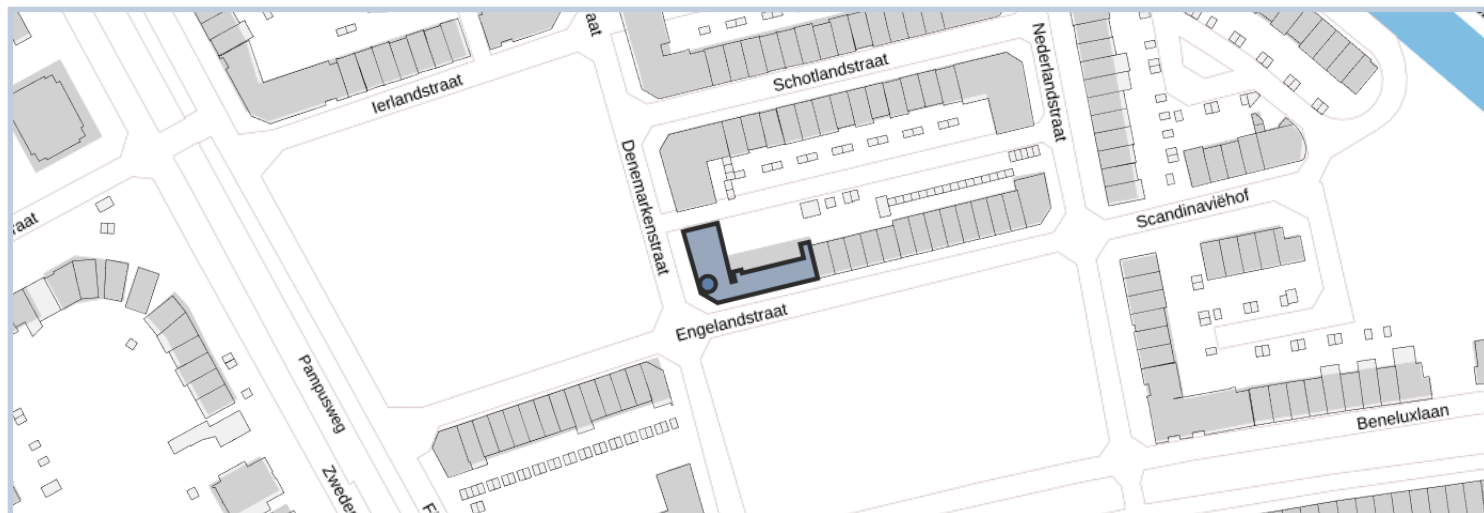 Ierlandstraat
Schotlandstraat
Nederlandstraat
Denemarkenstraat
Scandinaviëhof
Engelandstraat
Pampusweg
Beneluxlaan